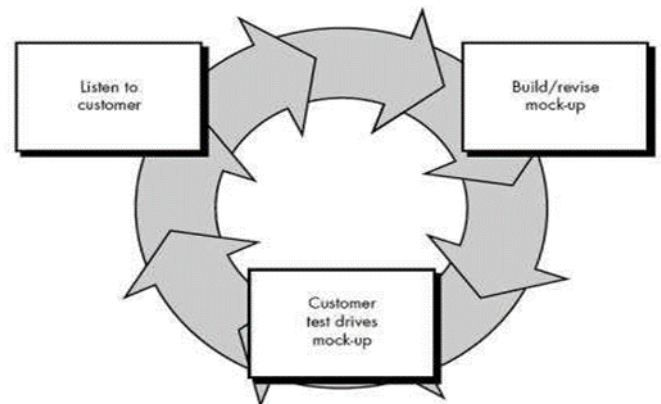 Listen to
customer
Build/revise
mock-up
Customer
test drives
mock-up